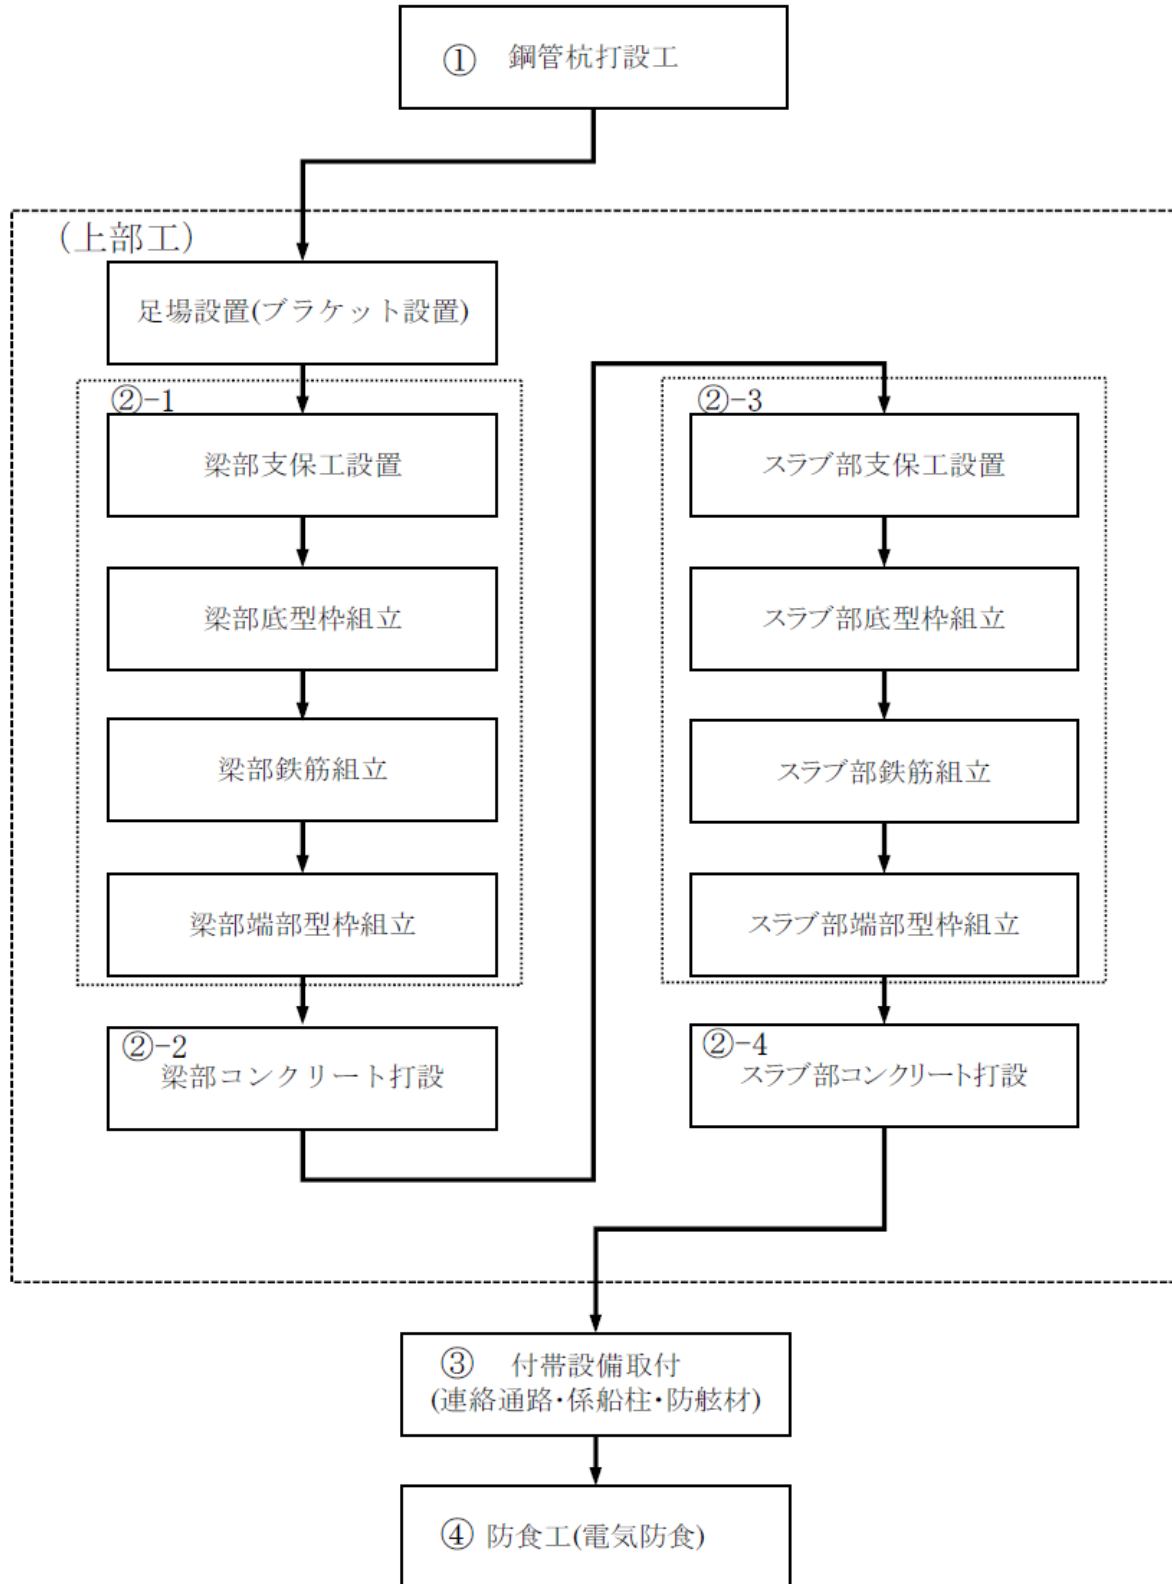 ① 鋼管杭打設工
(上部工)
足場設置(ブラケット設置)
②-1
梁部支保工設置
梁部底型枠組立
梁部鉄筋組立
梁部端部型枠組立
②-2
梁部コンクリート打設
②-3
スラブ部支保工設置
スラブ部底型枠組立
スラブ部鉄筋組立
スラブ部端部型枠組立
②-4
スラブ部コンクリート打設
③ 付帯設備取付
(連絡通路・係船柱・防舷材)
④ 防食工(電気防食)